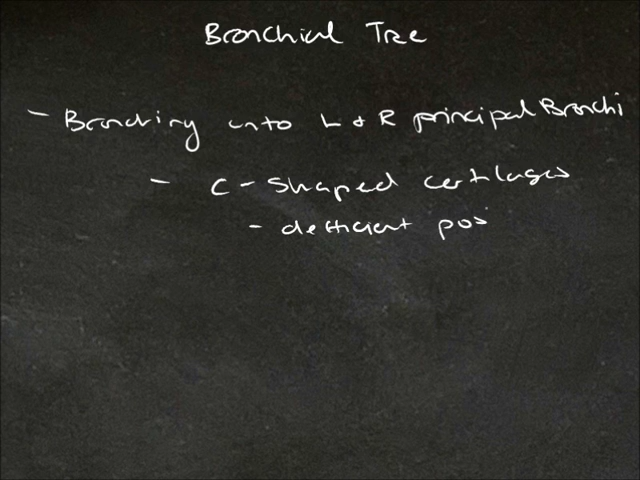 Bronchial Tree
- Branching into L & R principal Bronchi
- C-shaped cartilages
- deficient pos